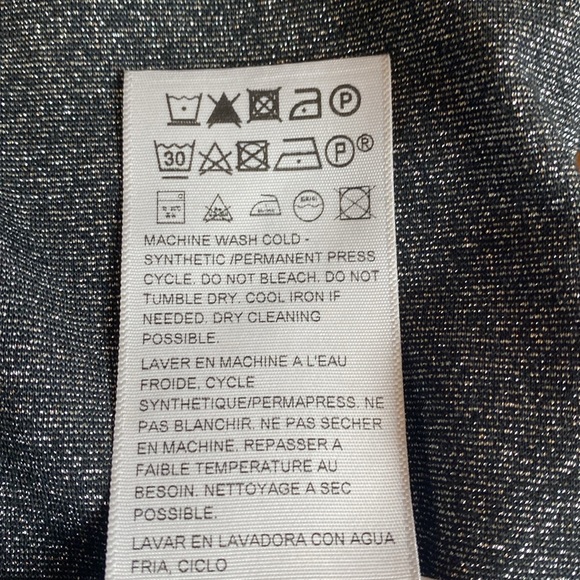 P
30 P®
MACHINE WASH COLD -
SYNTHETIC /PERMANENT PRESS
CYCLE. DO NOT BLEACH. DO NOT
TUMBLE DRY. COOL IRON IF
NEEDED. DRY CLEANING
POSSIBLE.
LAVER EN MACHINE A L'EAU
FROIDE, CYCLE
SYNTHETIQUE/PERMAPRESS. NE
PAS BLANCHIR. NE PAS SECHER
EN MACHINE. REPASSER A
FAIBLE TEMPERATURE AU
BESOIN. NETTOYAGE A SEC
POSSIBLE.
LAVAR EN LAVADORA CON AGUA
FRIA, CICLO